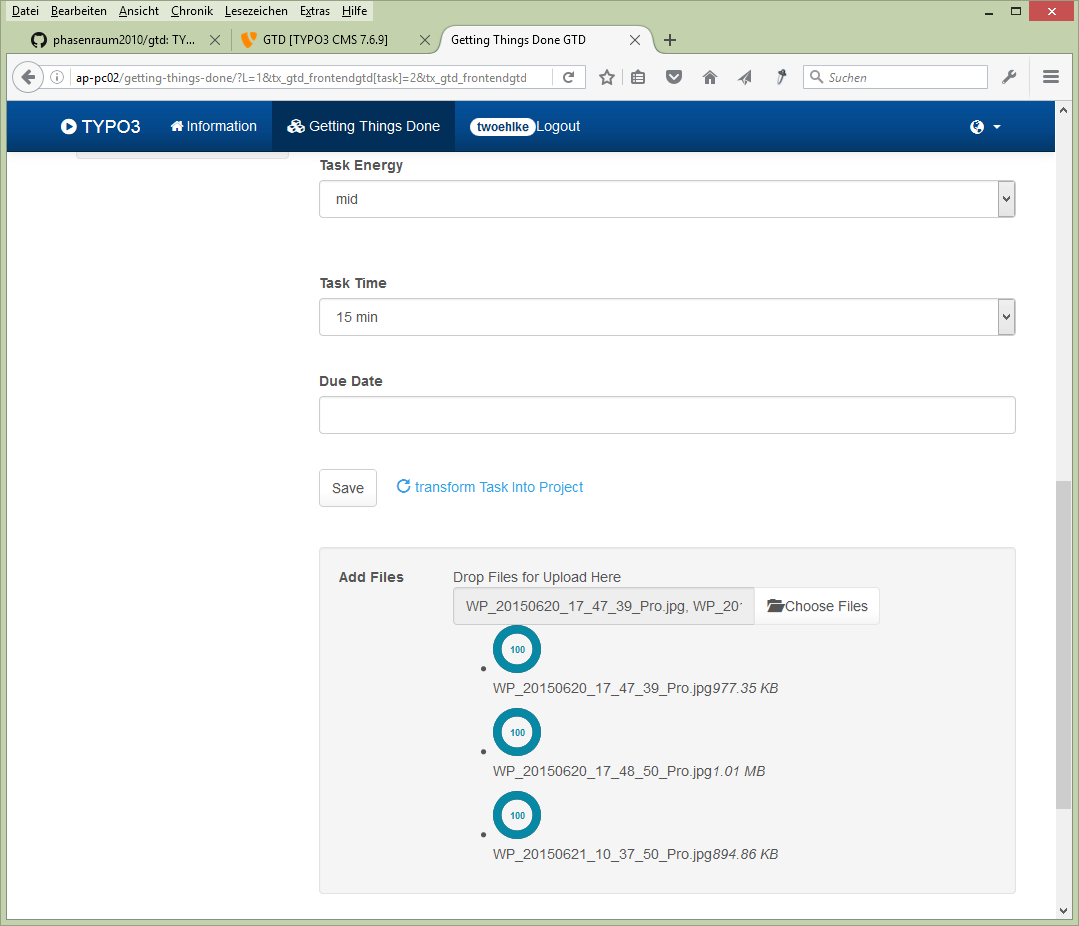 Datei Bearbeiten Ansicht Chronik Lesezeichen Extras Hilfe
phasenraum2010/gtd: TY... GTD [TYPO3 CMS 7.6.9] Getting Things Done GTD
ap-pc02/getting-things-done/?L=1&tx_gtd_frontendgtd[task]=2&tx_gtd_frontendgtd Suchen
TYPO3 Information Getting Things Done twoehlke Logout
Task Energy
mid
Task Time
15 min
Due Date
Save transform Task Into Project
Add Files Drop Files for Upload Here
WP_20150620_17_47_39_Pro.jpg, WP_201 Choose Files
100
WP_20150620_17_47_39_Pro.jpg977.35 KB
100
WP_20150620_17_48_50_Pro.jpg1.01 MB
100
WP_20150621_10_37_50_Pro.jpg894.86 KB